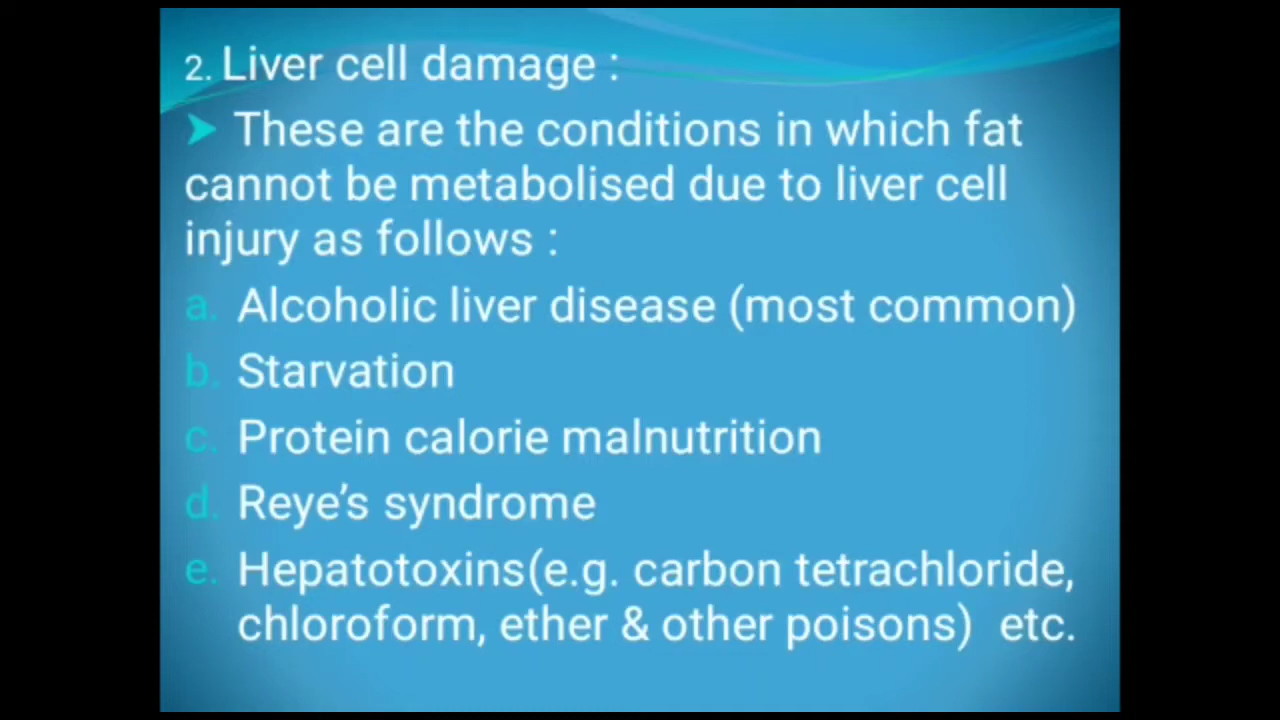 2. Liver cell damage :
➤ These are the conditions in which fat
cannot be metabolised due to liver cell
injury as follows :
a. Alcoholic liver disease (most common)
b. Starvation
c. Protein calorie malnutrition
d. Reye’s syndrome
e. Hepatotoxins(e.g. carbon tetrachloride,
chloroform, ether & other poisons) etc.